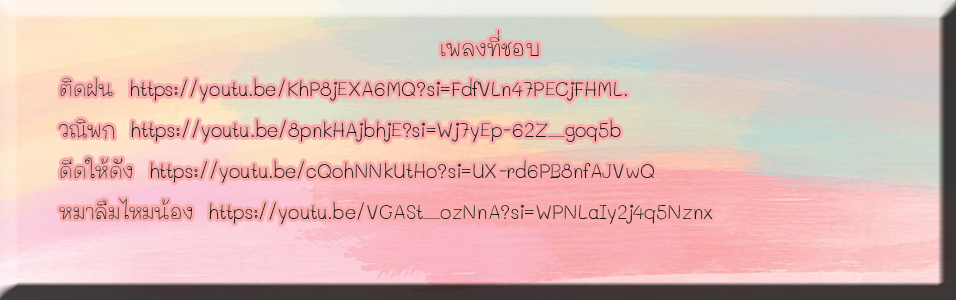 เพลงที่ชอบ
ติดฝน https://youtu.be/KhP8jEXA6MQ?si=FdfVLn47PECjFHML.
วณิพก https://youtu.be/8pnkHAjbhjE?si=Wj7yEp-62Z_goq5b
ดีดให้ดัง https://youtu.be/cQohNNkUtHo?si=UX-rd6PB8nfAJVwQ
หมาลืมไหมน้อง https://youtu.be/VGASt_ozNnA?si=WPNLaIy2j4q5Nznx